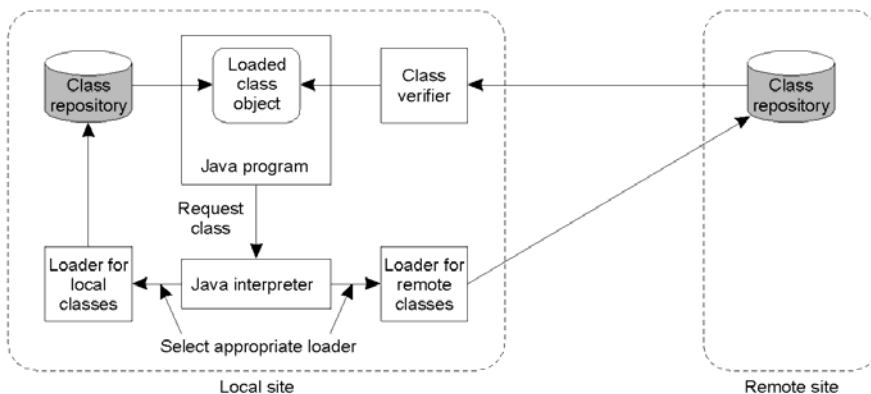 Class
repository
Loaded
class
object
Class
verifier
Class
repository
Java program
Request
class
Loader for
local
classes
Java interpreter
Loader for
remote
classes
Select appropriate loader
Local site
Remote site